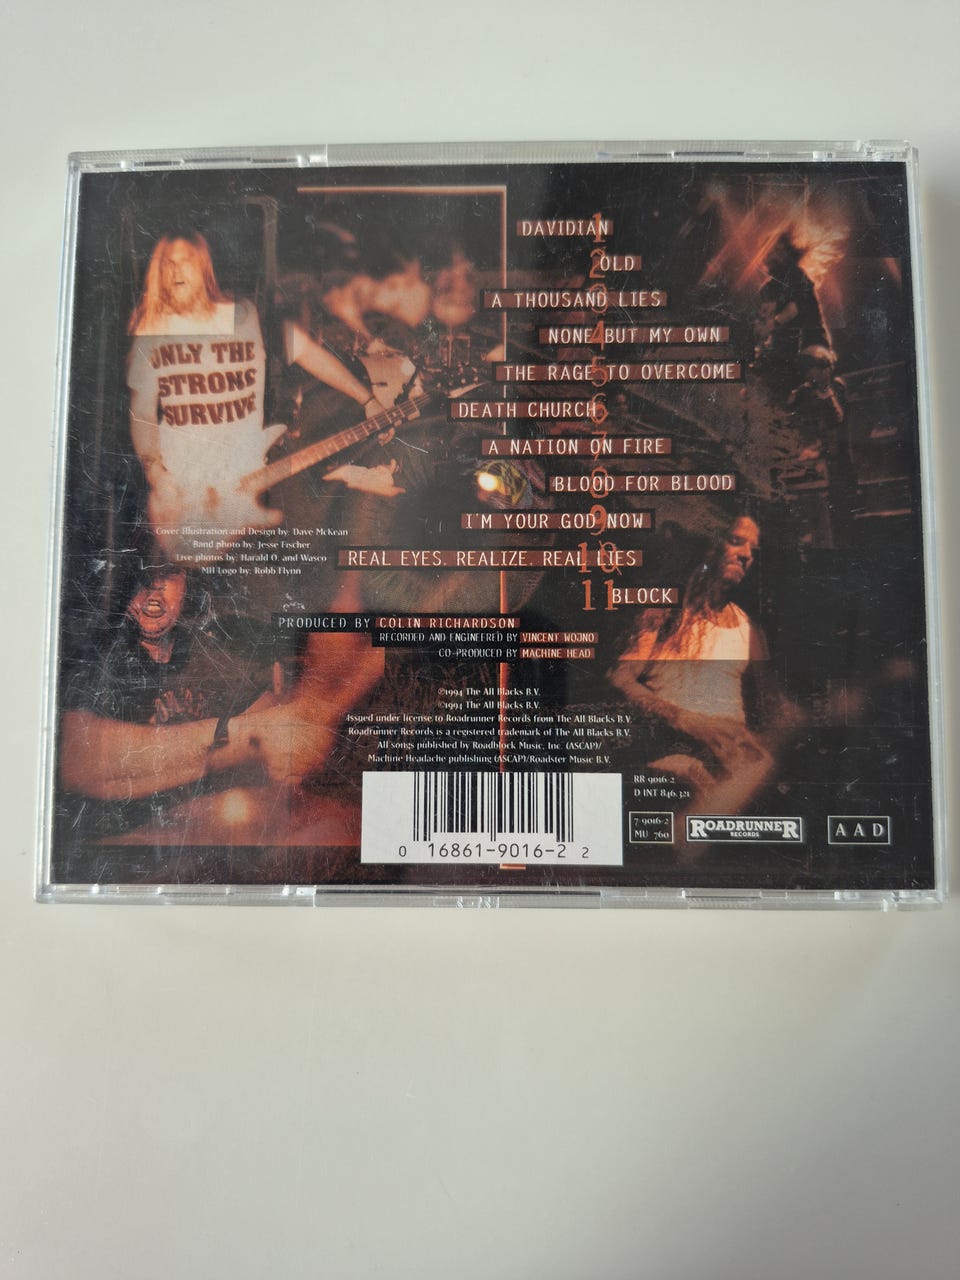 ONLY THE
STRONG
SURVIVE
1 DAVIDIAN
2 OLD
3 A THOUSAND LIES
4 NONE BUT MY OWN
5 THE RAGE TO OVERCOME
6 DEATH CHURCH
7 A NATION ON FIRE
8 BLOOD FOR BLOOD
9 I'M YOUR GOD NOW
10 REAL EYES. REALIZE. REAL LIES
11 BLOCK
Cover Illustration and Design by: Dave McKean
Band photo by: Jesse Fischer
Live photos by: Harald O. and Wasco
MH Logo by: Robb Flynn
PRODUCED BY COLIN RICHARDSON
RECORDED AND ENGINEERED BY VINCENT WOJNO
CO-PRODUCED BY MACHINE HEAD
℗1994 The All Blacks B.V.
©1994 The All Blacks B.V.
Issued under license to Roadrunner Records from The All Blacks B.V.
Roadrunner Records is a registered trademark of The All Blacks B.V.
All songs published by Roadblock Music, Inc. (ASCAP)/
Machine Headache publishing (ASCAP)/Roadster Music B.V.
0 16861-9016-2 2
RR 9016-2
D INT 846.321
7-9016-2
MU 760
ROADRUNNER
RECORDS
AAD